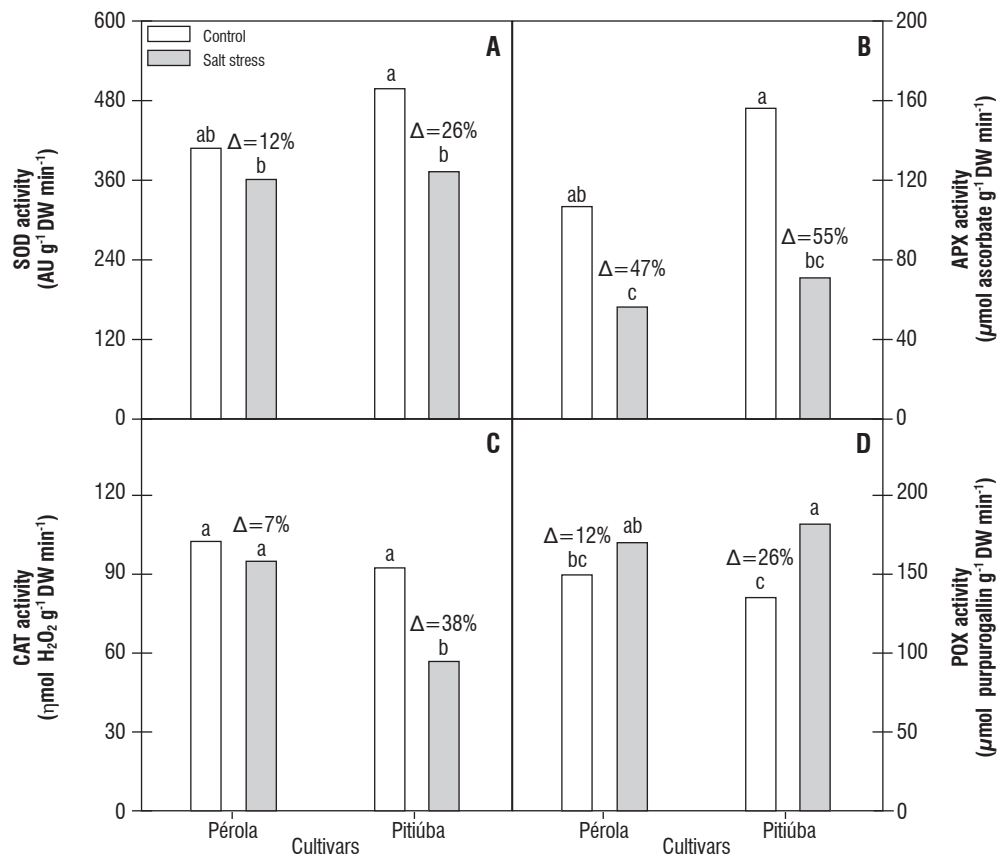 600
480
360
240
120
0
SOD activity
(AU g⁻¹ DW min⁻¹)
Control
Salt stress
A
ab
Δ=12%
b
a
Δ=26%
b
B
ab
Δ=47%
c
a
Δ=55%
bc
200
160
120
80
40
0
APX activity
(µmol ascorbate g⁻¹ DW min⁻¹)
120
90
60
30
0
CAT activity
(ηmol H₂O₂ g⁻¹ DW min⁻¹)
C
a
Δ=7%
a
a
Δ=38%
b
Pérola
Pitiúba
Cultivars
D
Δ=12%
bc
ab
Δ=26%
c
a
Pérola
Pitiúba
Cultivars
200
150
100
50
0
POX activity
(µmol purpurogallin g⁻¹ DW min⁻¹)